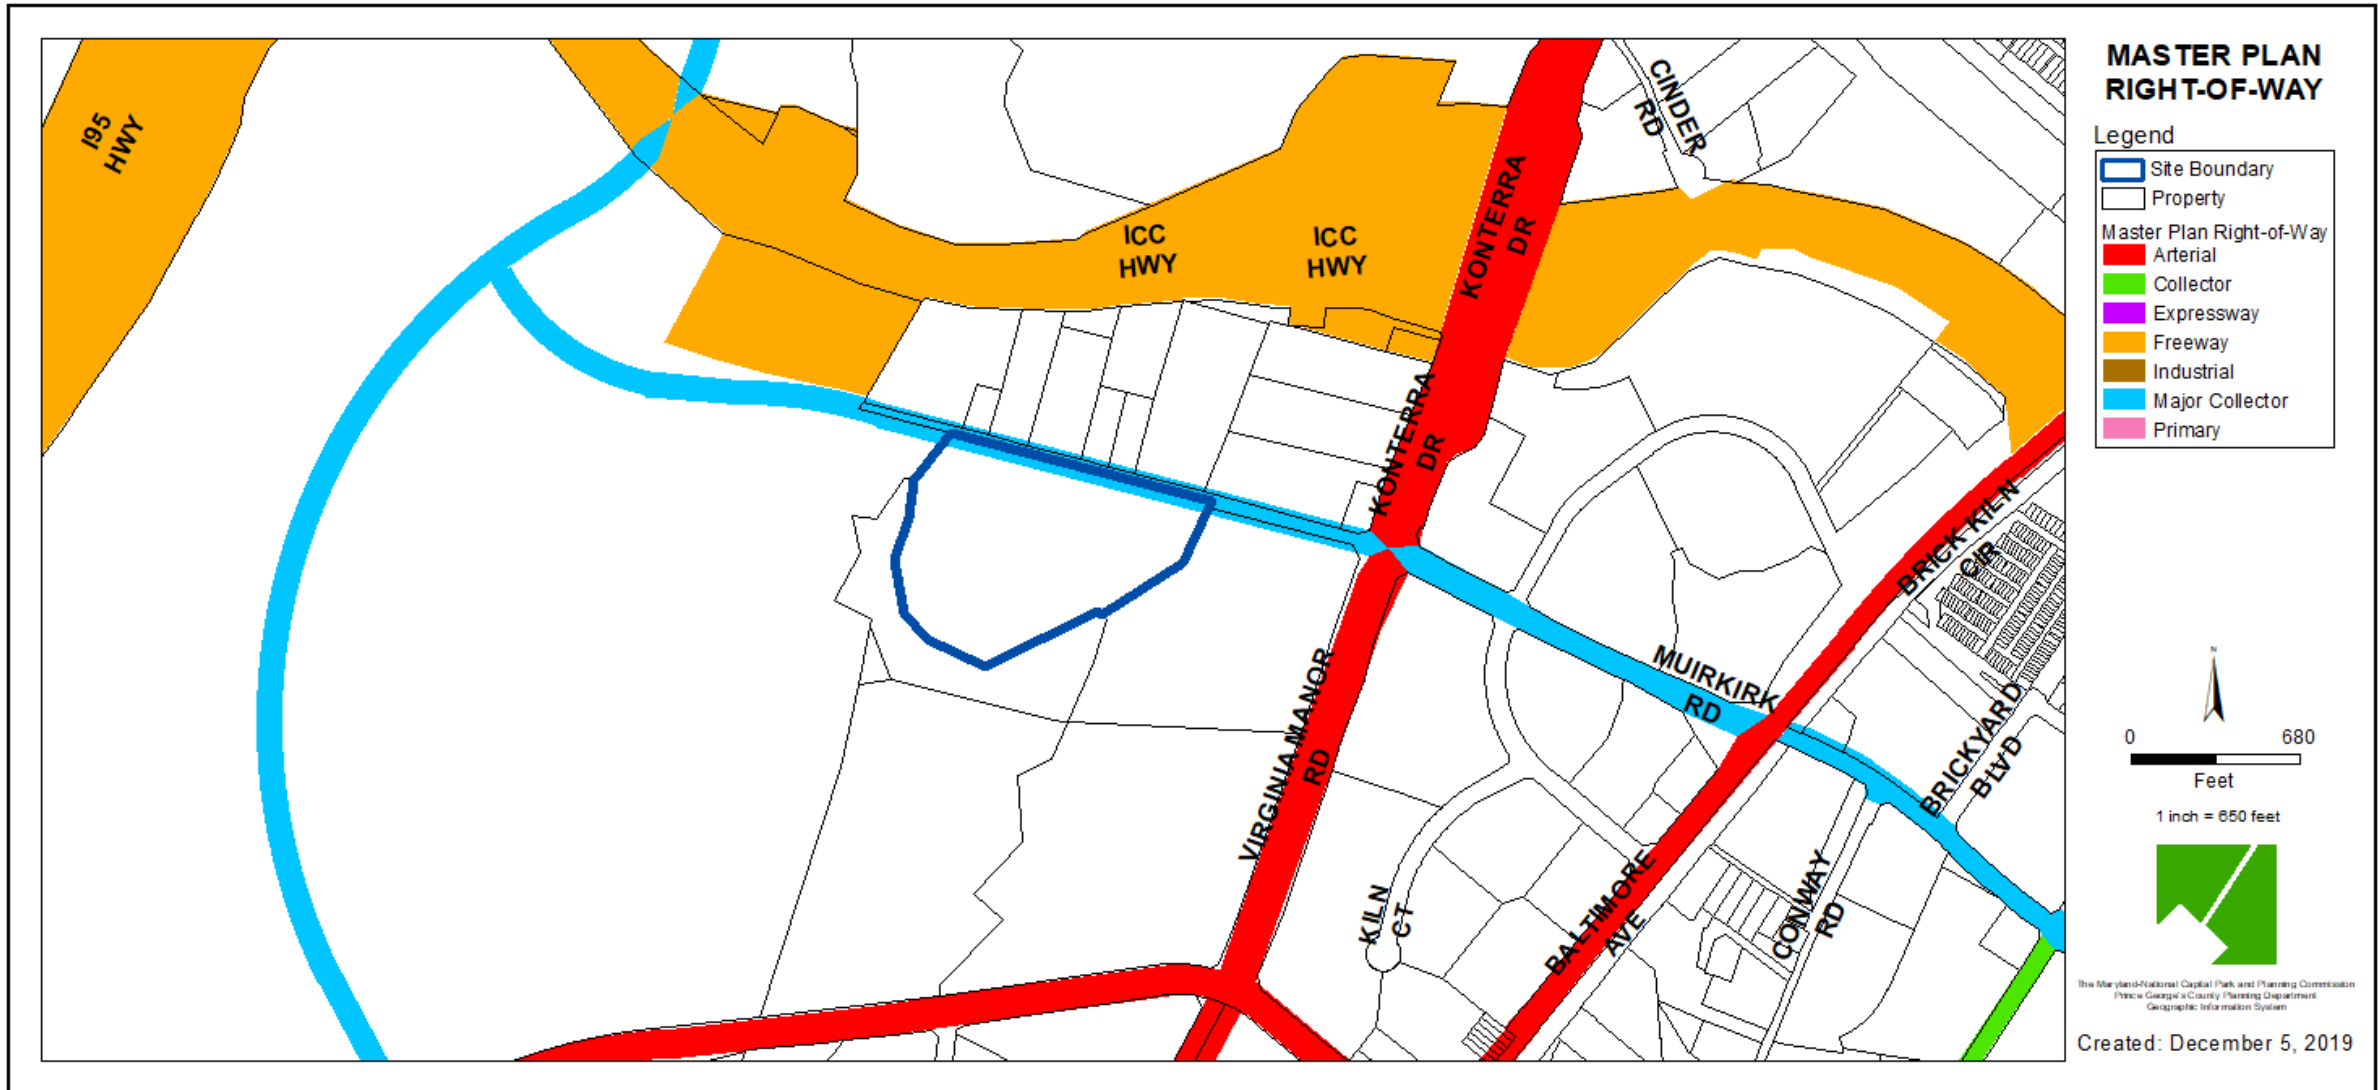 MASTER PLAN
RIGHT-OF-WAY
Legend
Site Boundary
Property
Master Plan Right-of-Way
Arterial
Collector
Expressway
Freeway
Industrial
Major Collector
Primary
I95
HWY
CINDER
RD
ICC
HWY
ICC
HWY
KONTERRA
DR
KONTERRA
DR
BRICK KILN
CIR
MUIRKIRK
RD
VIRGINIA MANOR
RD
BRICKYARD
BLVD
KILN
CT
BALTIMORE
AVE
CONWAY
RD
N
0 680
Feet
1 inch = 650 feet
The Maryland-National Capital Park and Planning Commission
Prince George's County Planning Department
Geographic Information System
Created: December 5, 2019